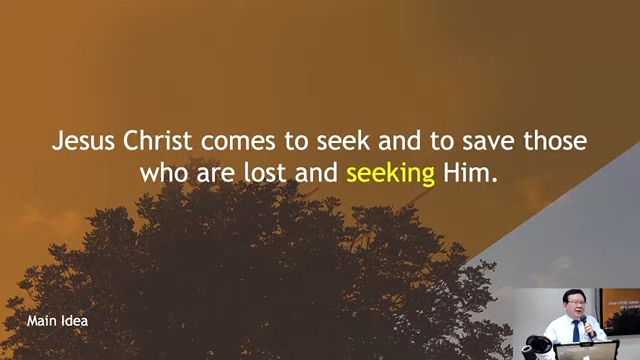 Jesus Christ comes to seek and to save those
who are lost and seeking Him.
Main Idea